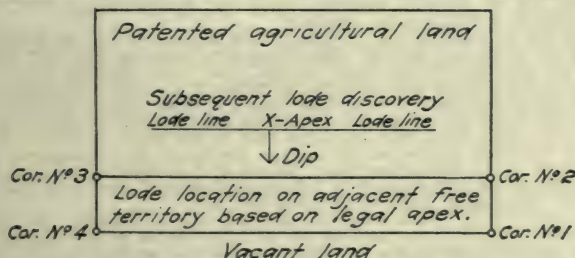 Patented agricultural land
Subsequent lode discovery
Lode line X-Apex Lode line
Dip
Cor. Nº 3 Cor. Nº 2
Lode location on adjacent free
territory based on legal apex.
Cor. Nº 4 Cor. Nº 1
Vacant land